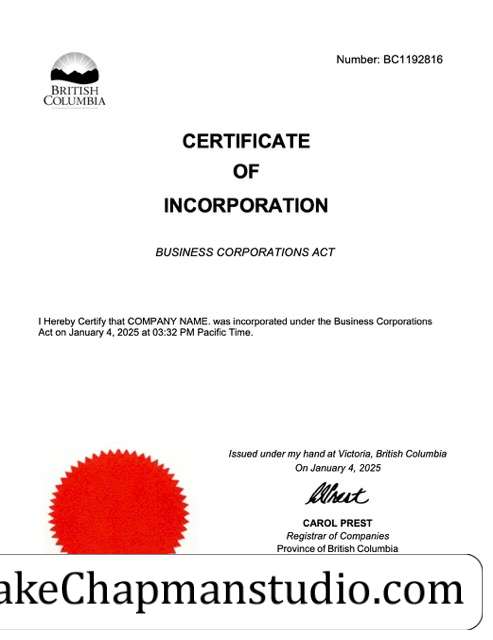 Number: BC1192816
BRITISH
COLUMBIA
CERTIFICATE
OF
INCORPORATION
BUSINESS CORPORATIONS ACT
I Hereby Certify that COMPANY NAME. was incorporated under the Business Corporations
Act on January 4, 2025 at 03:32 PM Pacific Time.
Issued under my hand at Victoria, British Columbia
On January 4, 2025
CAROL PREST
Registrar of Companies
Province of British Columbia
akeChapmanstudio.com